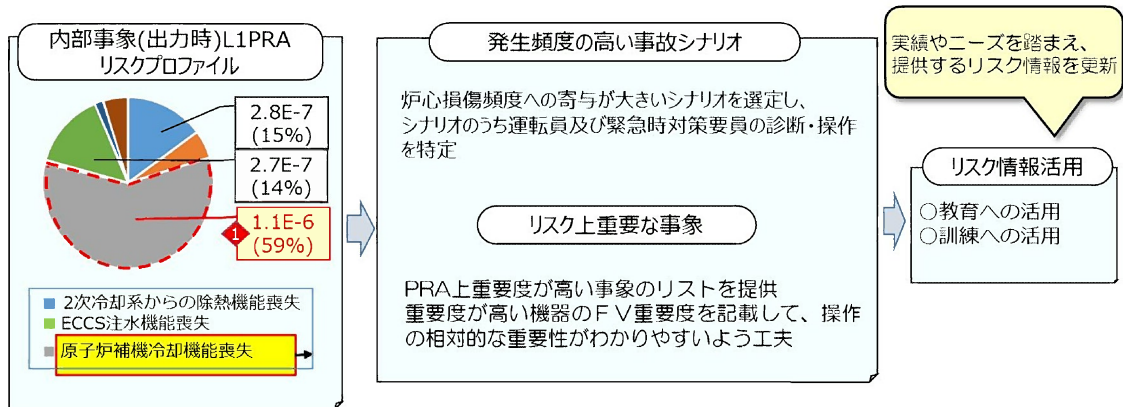 内部事象(出力時)L1PRA
リスクプロファイル
2.8E-7
(15%)
2.7E-7
(14%)
1
1.1E-6
(59%)
2次冷却系からの除熱機能喪失
ECCS注水機能喪失
原子炉補機冷却機能喪失
発生頻度の高い事故シナリオ
炉心損傷頻度への寄与が大きいシナリオを選定し、
シナリオのうち運転員及び緊急時対策要員の診断・操作
を特定
リスク上重要な事象
PRA上重要度が高い事象のリストを提供
重要度が高い機器のＦＶ重要度を記載して、操作
の相対的な重要性がわかりやすいよう工夫
実績やニーズを踏まえ、
提供するリスク情報を更新
リスク情報活用
○教育への活用
○訓練への活用